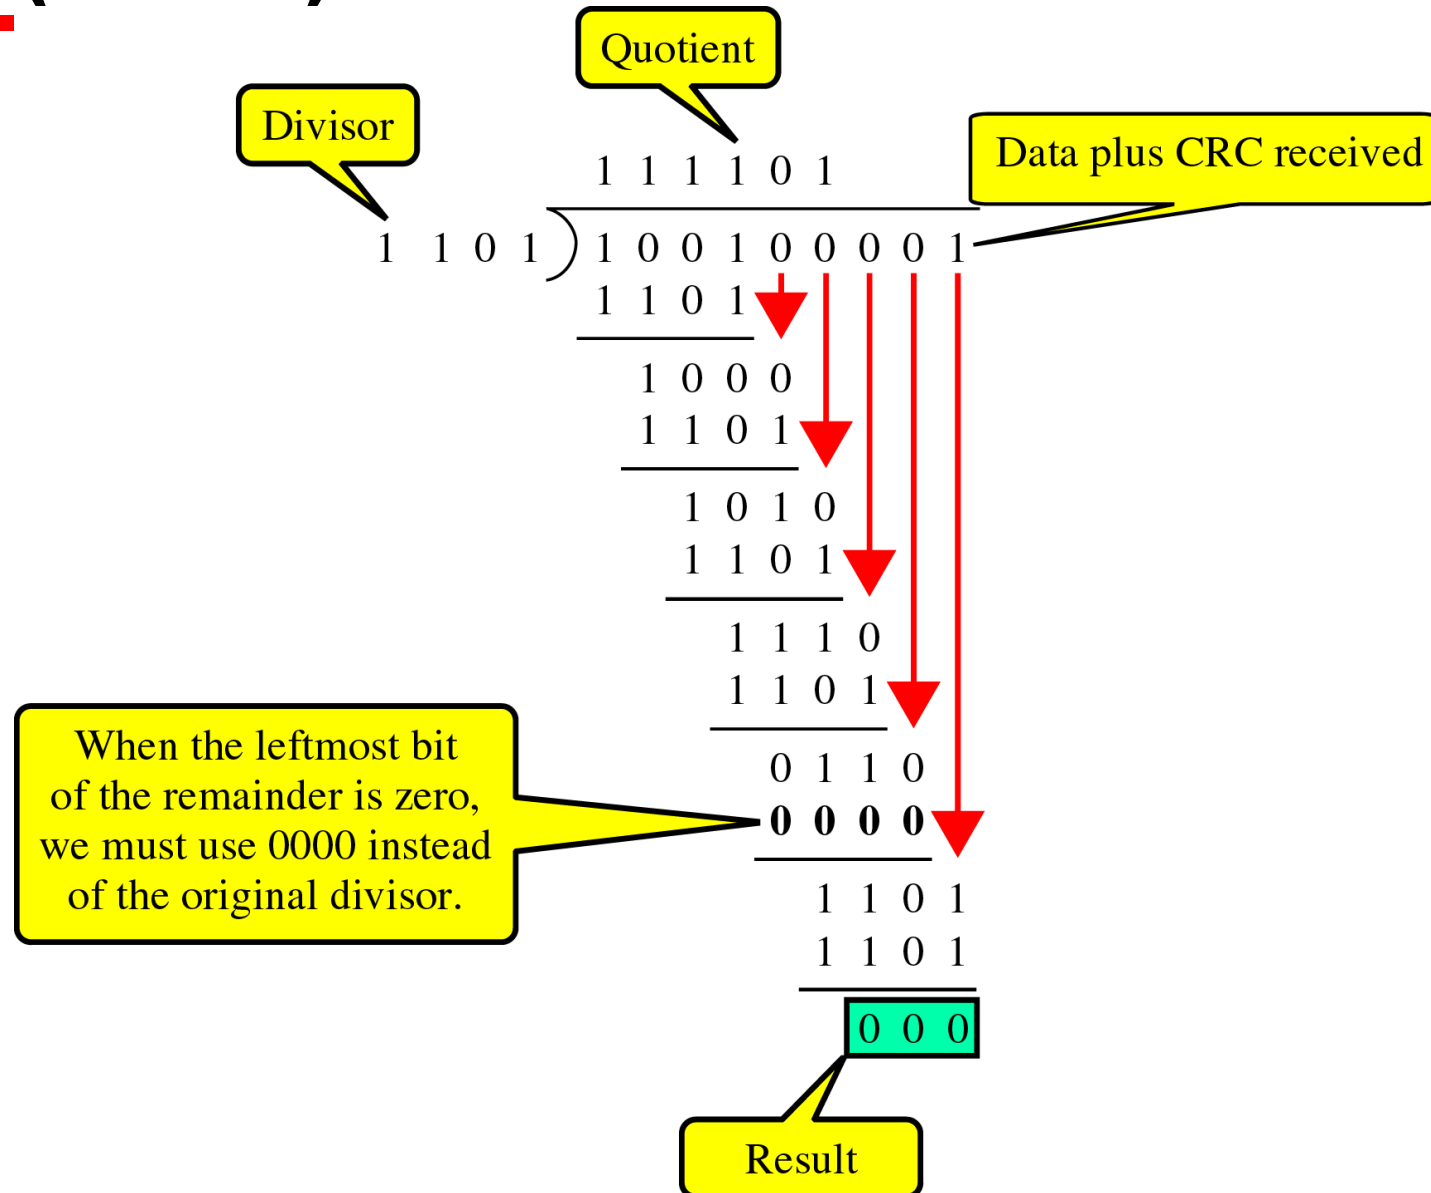 Quotient
Divisor
Data plus CRC received
1 1 1 1 0 1
1 1 0 1 1 0 0 1 0 0 0 0 1
1 1 0 1
1 0 0 0
1 1 0 1
1 0 1 0
1 1 0 1
1 1 1 0
1 1 0 1
When the leftmost bit
of the remainder is zero,
we must use 0000 instead
of the original divisor.
0 1 1 0
0 0 0 0
1 1 0 1
1 1 0 1
0 0 0
Result